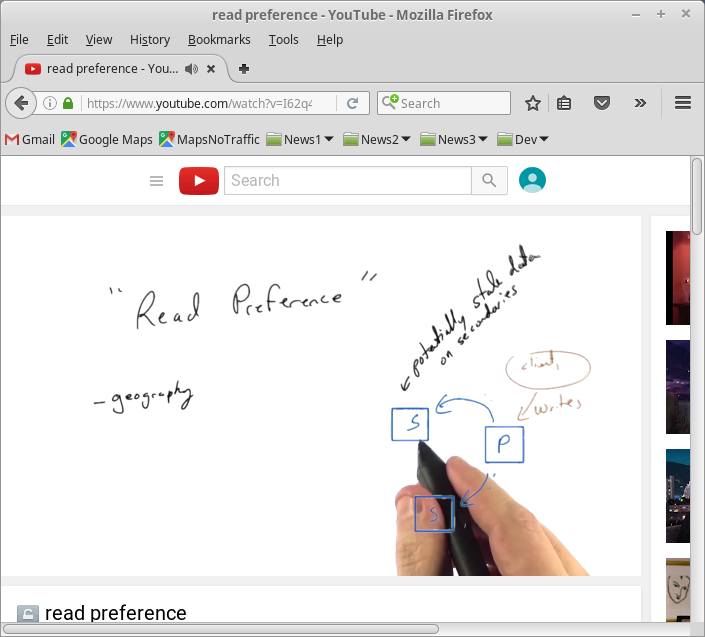 read preference - YouTube - Mozilla Firefox
File Edit View History Bookmarks Tools Help
read preference - You...
https://www.youtube.com/watch?v=I62q4
Search
Gmail Google Maps MapsNoTraffic News1 News2 News3 Dev
Search
"Read Preference"
potentially stale data
on secondaries
- geography
client
writes
S
P
S
read preference